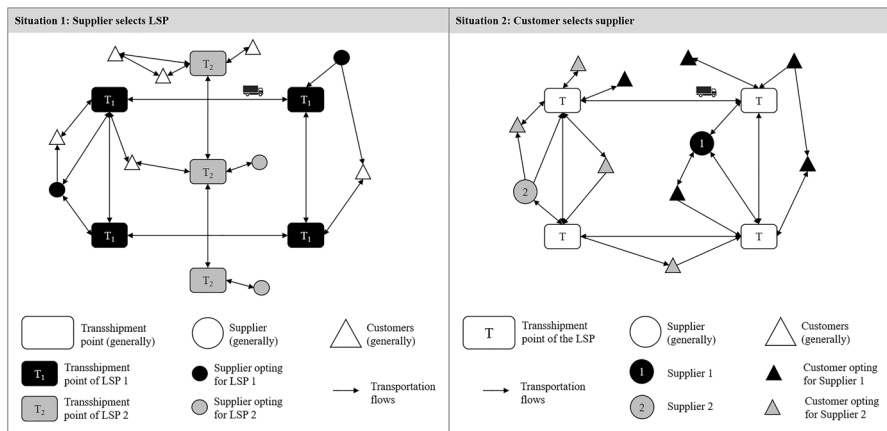 Situation 1: Supplier selects LSP
Situation 2: Customer selects supplier
T2
T1
T1
T2
T1
T1
T2
T
T
1
2
T
T
Transshipment
point (generally)
Supplier
(generally)
Customers
(generally)
T1
Transshipment
point of LSP 1
Supplier opting
for LSP 1
T2
Transshipment
point of LSP 2
Supplier opting
for LSP 2
Transportation
flows
T
Transshipment
point of the LSP
Supplier
(generally)
Customers
(generally)
Transportation
flows
1
Supplier 1
Customer opting
for Supplier 1
2
Supplier 2
Customer opting
for Supplier 2